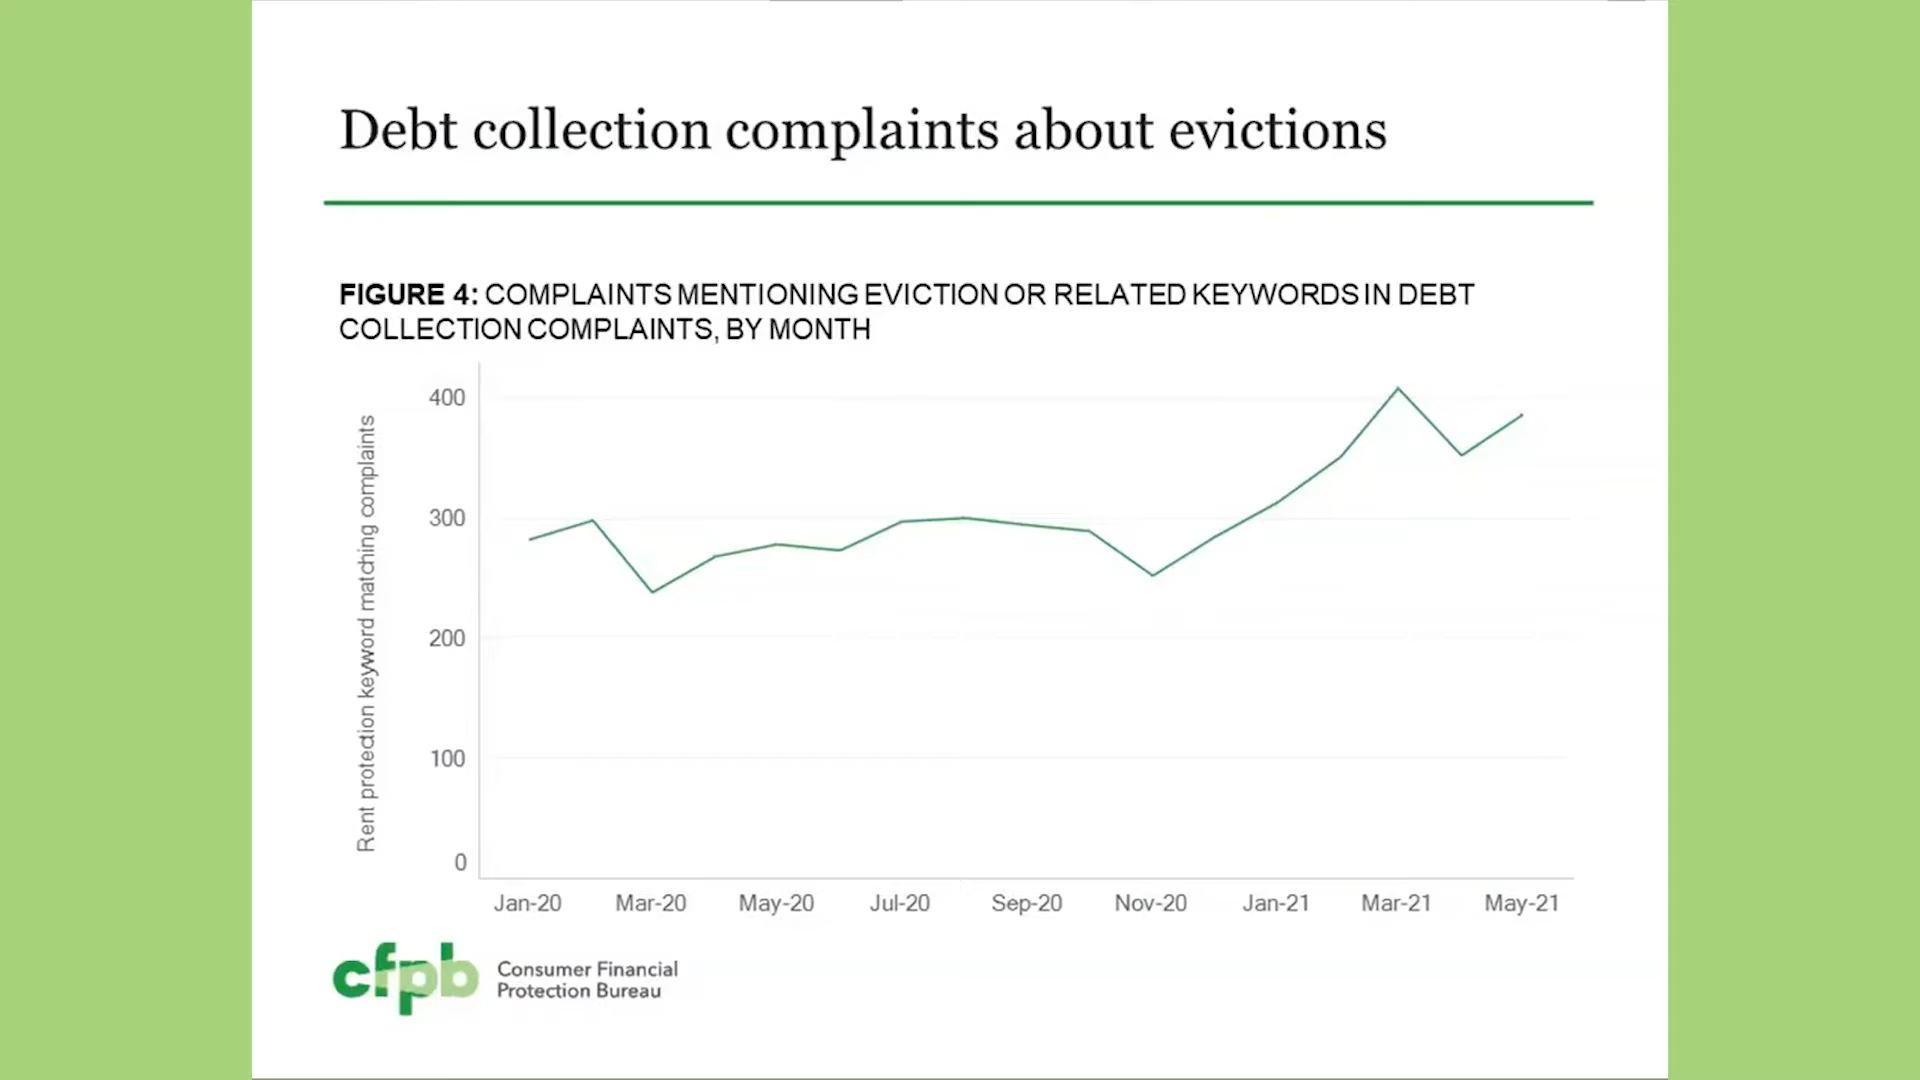 Debt collection complaints about evictions
FIGURE 4: COMPLAINTS MENTIONING EVICTION OR RELATED KEYWORDS IN DEBT
COLLECTION COMPLAINTS, BY MONTH
Rent protection keyword matching complaints
400
300
200
100
0
Jan-20 Mar-20 May-20 Jul-20 Sep-20 Nov-20 Jan-21 Mar-21 May-21
cfpb
Consumer Financial
Protection Bureau